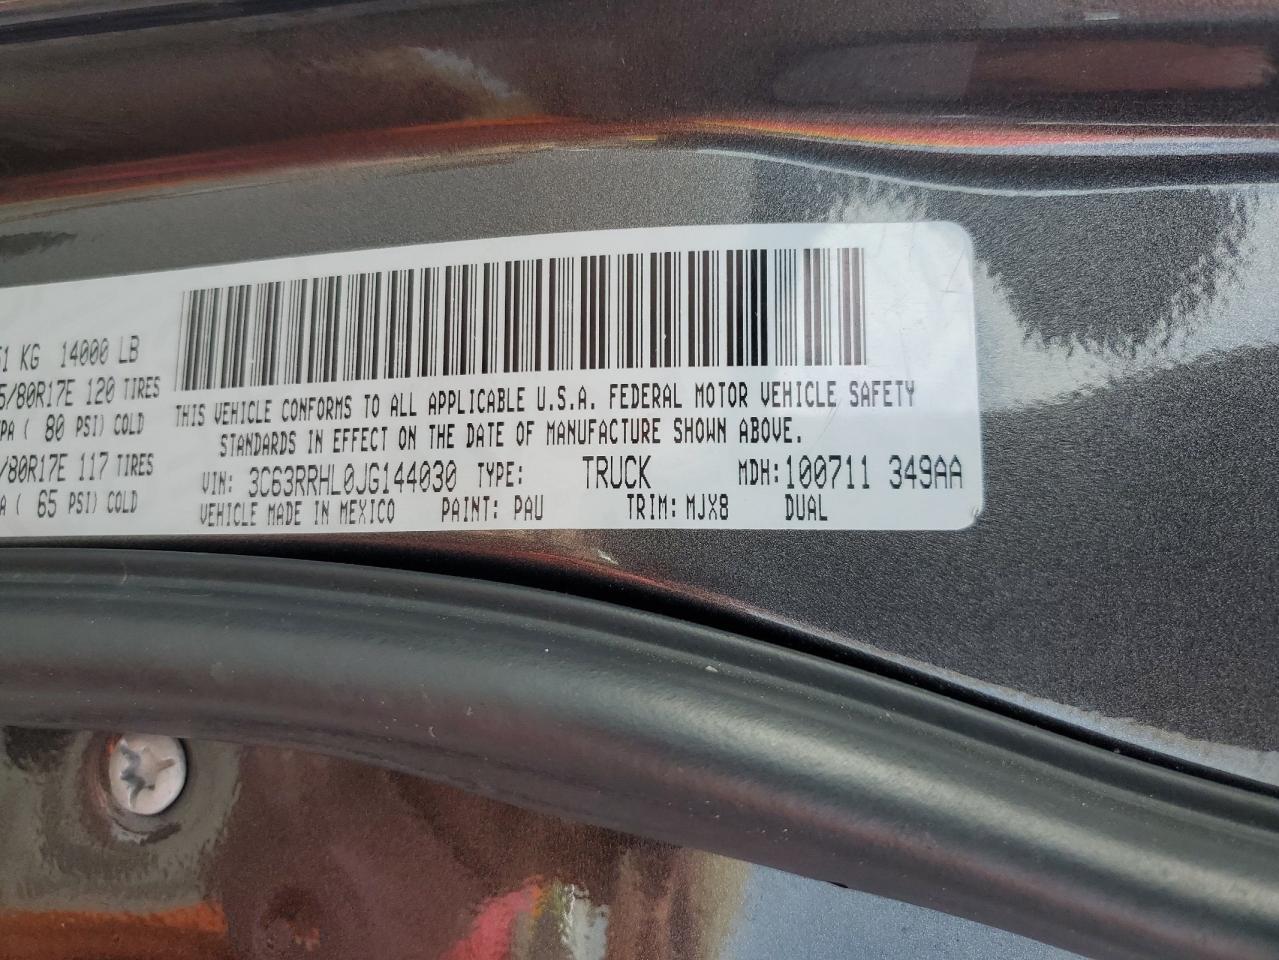 51 KG 14000 LB
5/80R17E 120 TIRES
PA ( 80 PSI) COLD
/80R17E 117 TIRES
A ( 65 PSI) COLD
THIS VEHICLE CONFORMS TO ALL APPLICABLE U.S.A. FEDERAL MOTOR VEHICLE SAFETY
STANDARDS IN EFFECT ON THE DATE OF MANUFACTURE SHOWN ABOVE.
VIN: 3C63RRHL0JG144030 TYPE: TRUCK MDH:100711 349AA
VEHICLE MADE IN MEXICO PAINT: PAU TRIM: MJX8 DUAL